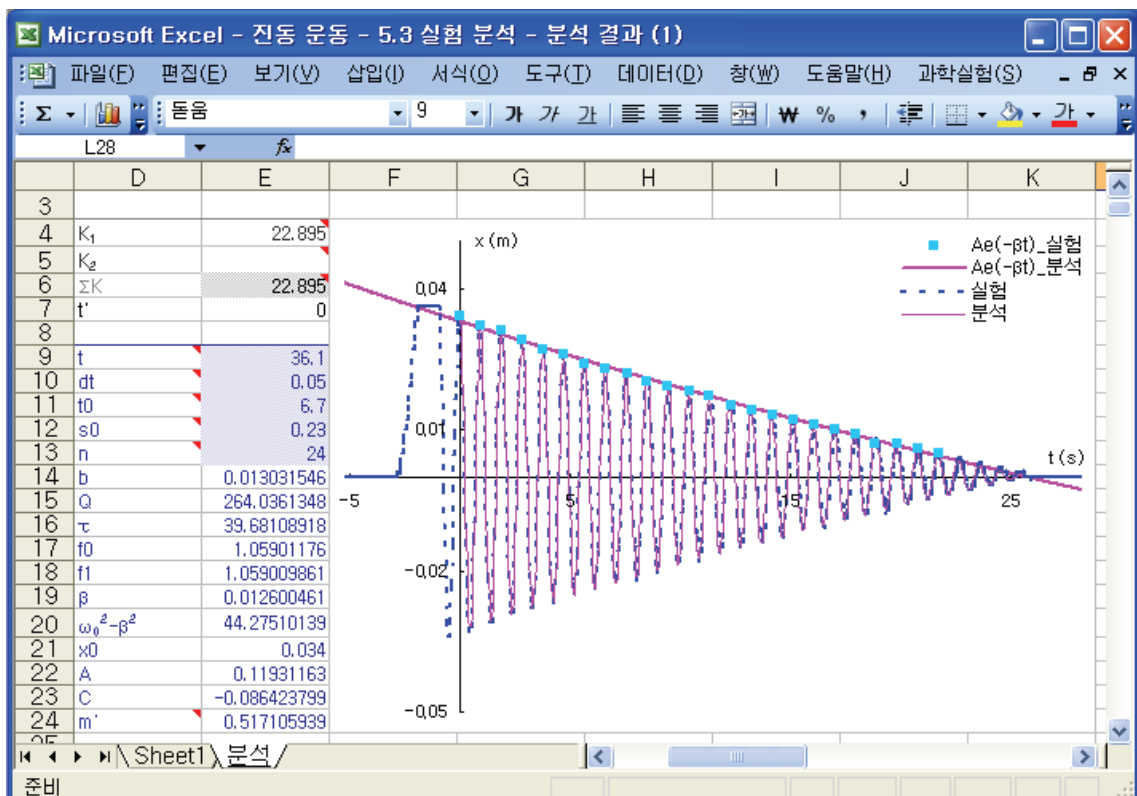 Microsoft Excel - 진동 운동 - 5.3 실험 분석 - 분석 결과 (1)
파일(F) 편집(E) 보기(V) 삽입(I) 서식(O) 도구(T) 데이터(D) 창(W) 도움말(H) 과학실험(S)
Σ 돋움 9 가 가 가 ₩ % , 가
L28 fx
D E F G H I J K
3
4 K₁ 22.895
5 K₂
6 ΣK 22.895
7 t' 0
8
9 t 36.1
10 dt 0.05
11 t0 6.7
12 s0 0.23
13 n 24
14 b 0.013031546
15 Q 264.0361348
16 τ 39.68108918
17 f0 1.05901176
18 f1 1.059009861
19 β 0.012600461
20 ω₀²-β² 44.27510139
21 x0 0.034
22 A 0.11931163
23 C -0.086423799
24 m' 0.517105939
25
x (m)
0.04
0.01
-0.02
-0.05
-5 5 15 25
t (s)
Ae(-βt)_실험
Ae(-βt)_분석
실험
분석
Sheet1 분석
준비